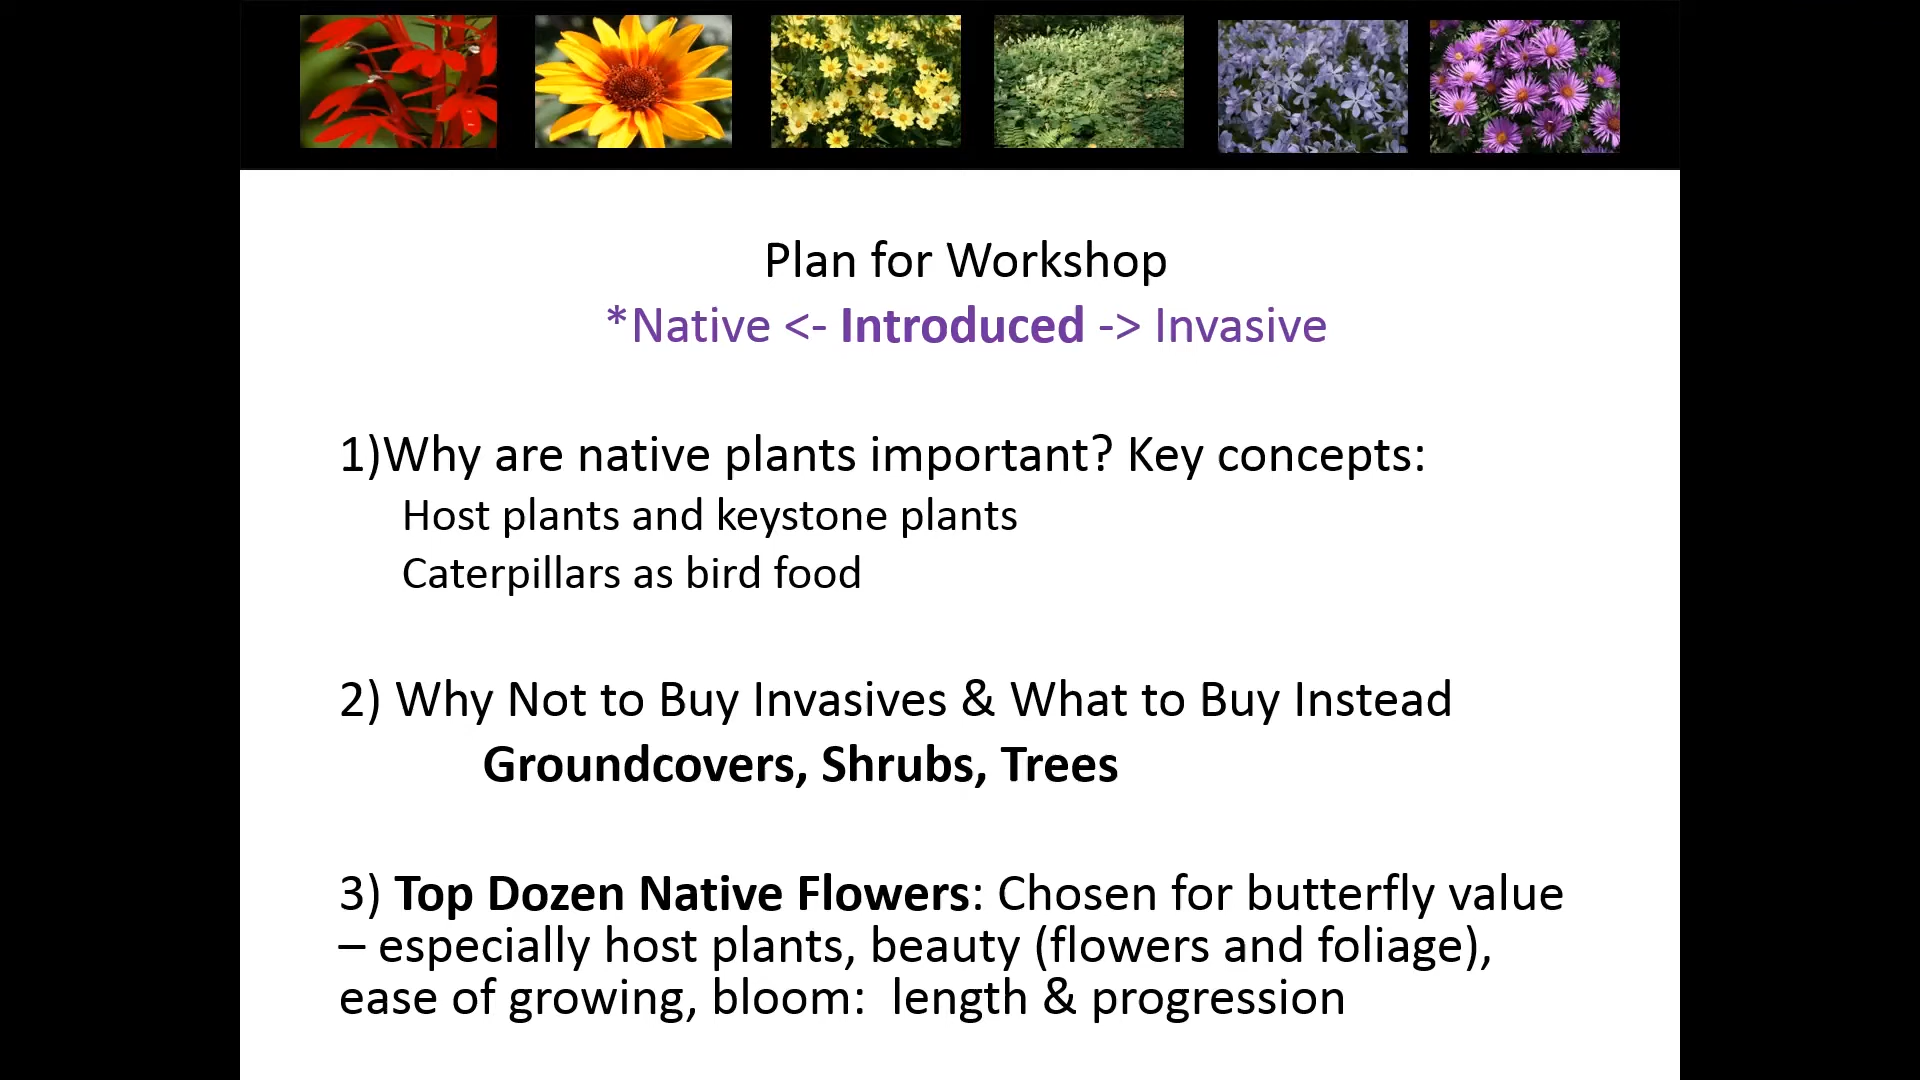 Plan for Workshop
*Native <- Introduced -> Invasive
1)Why are native plants important? Key concepts:
Host plants and keystone plants
Caterpillars as bird food
2) Why Not to Buy Invasives & What to Buy Instead
Groundcovers, Shrubs, Trees
3) Top Dozen Native Flowers: Chosen for butterfly value
– especially host plants, beauty (flowers and foliage),
ease of growing, bloom:  length & progression